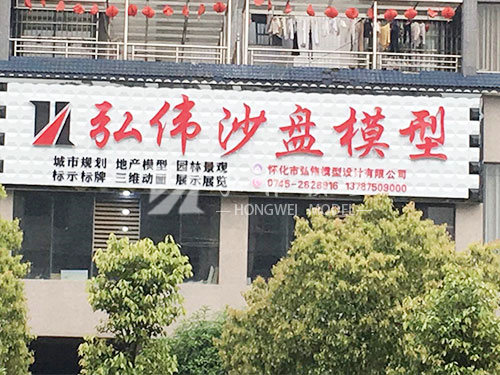 弘伟沙盘模型
城市规划 地产模型 园林景观
标示标牌 三维动画 展示展览
怀化市弘伟模型设计有限公司
0745-2828916 13787509000
— HONGWEI MODEL —